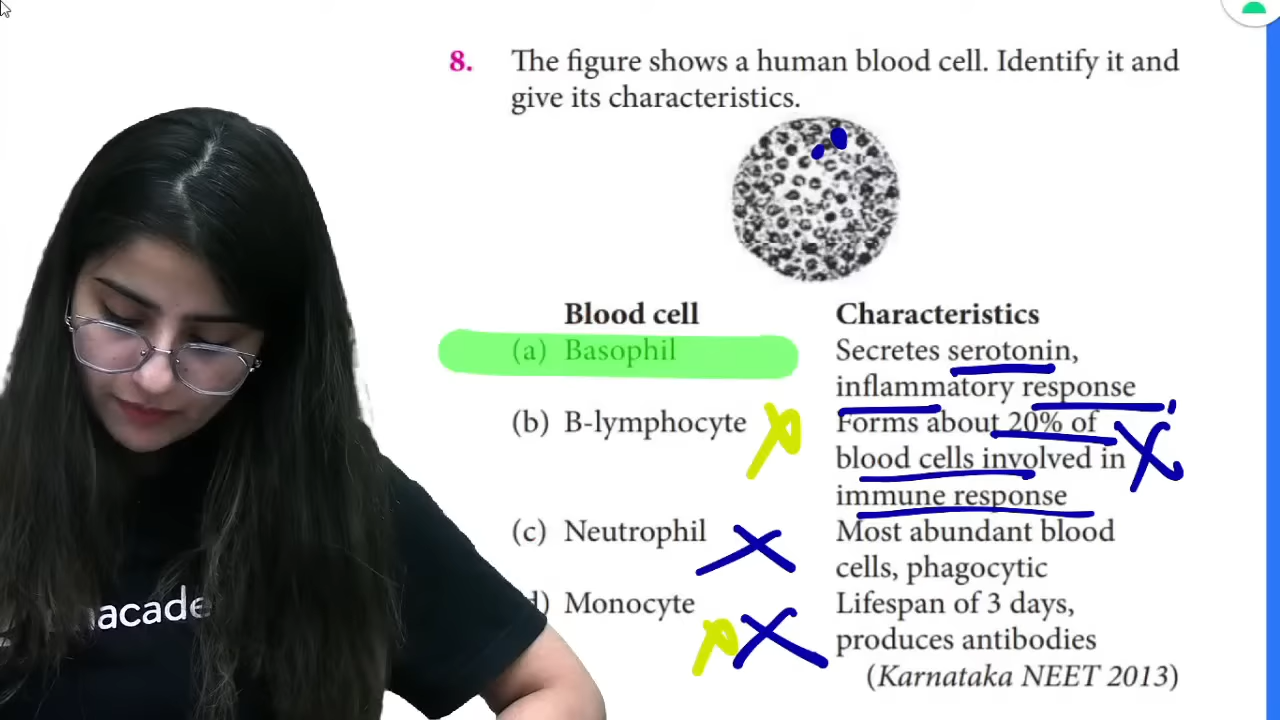 8. The figure shows a human blood cell. Identify it and
give its characteristics.
Blood cell Characteristics
(a) Basophil Secretes serotonin,
inflammatory response
(b) B-lymphocyte Forms about 20% of
blood cells involved in
immune response
(c) Neutrophil Most abundant blood
cells, phagocytic
d) Monocyte Lifespan of 3 days,
produces antibodies
(Karnataka NEET 2013)
nacade